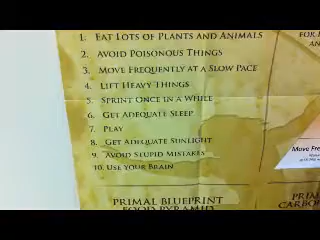 1. EAT LOTS OF PLANTS AND ANIMALS
2. AVOID POISONOUS THINGS
3. MOVE FREQUENTLY AT A SLOW PACE
4. LIFT HEAVY THINGS
5. SPRINT ONCE IN A WHILE
6. GET ADEQUATE SLEEP
7. PLAY
8. GET ADEQUATE SUNLIGHT
9. AVOID STUPID MISTAKES
10. USE YOUR BRAIN
PRIMAL BLUEPRINT
FOOD PYRAMID
Move Fre
PRIM
CARBO